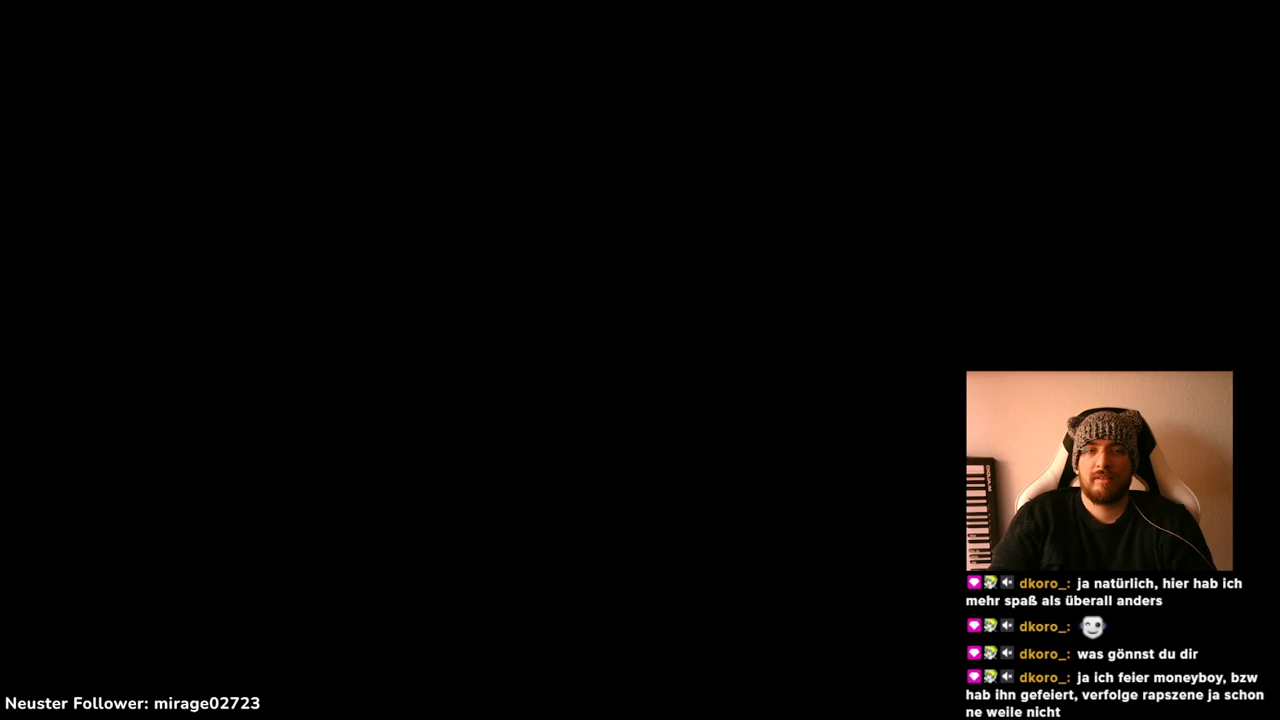 dkoro_: ja natürlich, hier hab ich
mehr spaß als überall anders
dkoro_:
dkoro_: was gönnst du dir
dkoro_: ja ich feier moneyboy, bzw
hab ihn gefeiert, verfolge rapszene ja schon
ne weile nicht
Neuster Follower: mirage02723